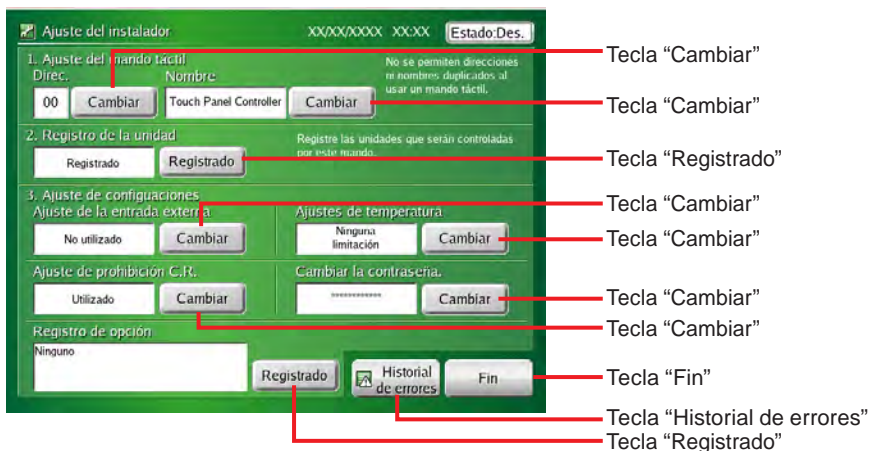 Ajuste del instalador XX/XX/XXXX XX:XX Estado:Des.
1. Ajuste del mando táctil
Direc. Nombre
No se permiten direcciones
ni nombres duplicados al
usar un mando táctil.
00 Cambiar Touch Panel Controller Cambiar
2. Registro de la unidad
Registre las unidades que serán controladas
por este mando.
Registrado Registrado
3. Ajuste de configuaciones
Ajuste de la entrada externa Ajustes de temperatura
No utilizado Cambiar
Ninguna
limitación
Cambiar
Ajuste de prohibición C.R. Cambiar la contraseña.
Utilizado Cambiar *********** Cambiar
Registro de opción
Ninguno
Registrado
Historial
de errores
Fin
Tecla “Cambiar”
Tecla “Cambiar”
Tecla “Registrado”
Tecla “Cambiar”
Tecla “Cambiar”
Tecla “Cambiar”
Tecla “Cambiar”
Tecla “Fin”
Tecla “Historial de errores”
Tecla “Registrado”